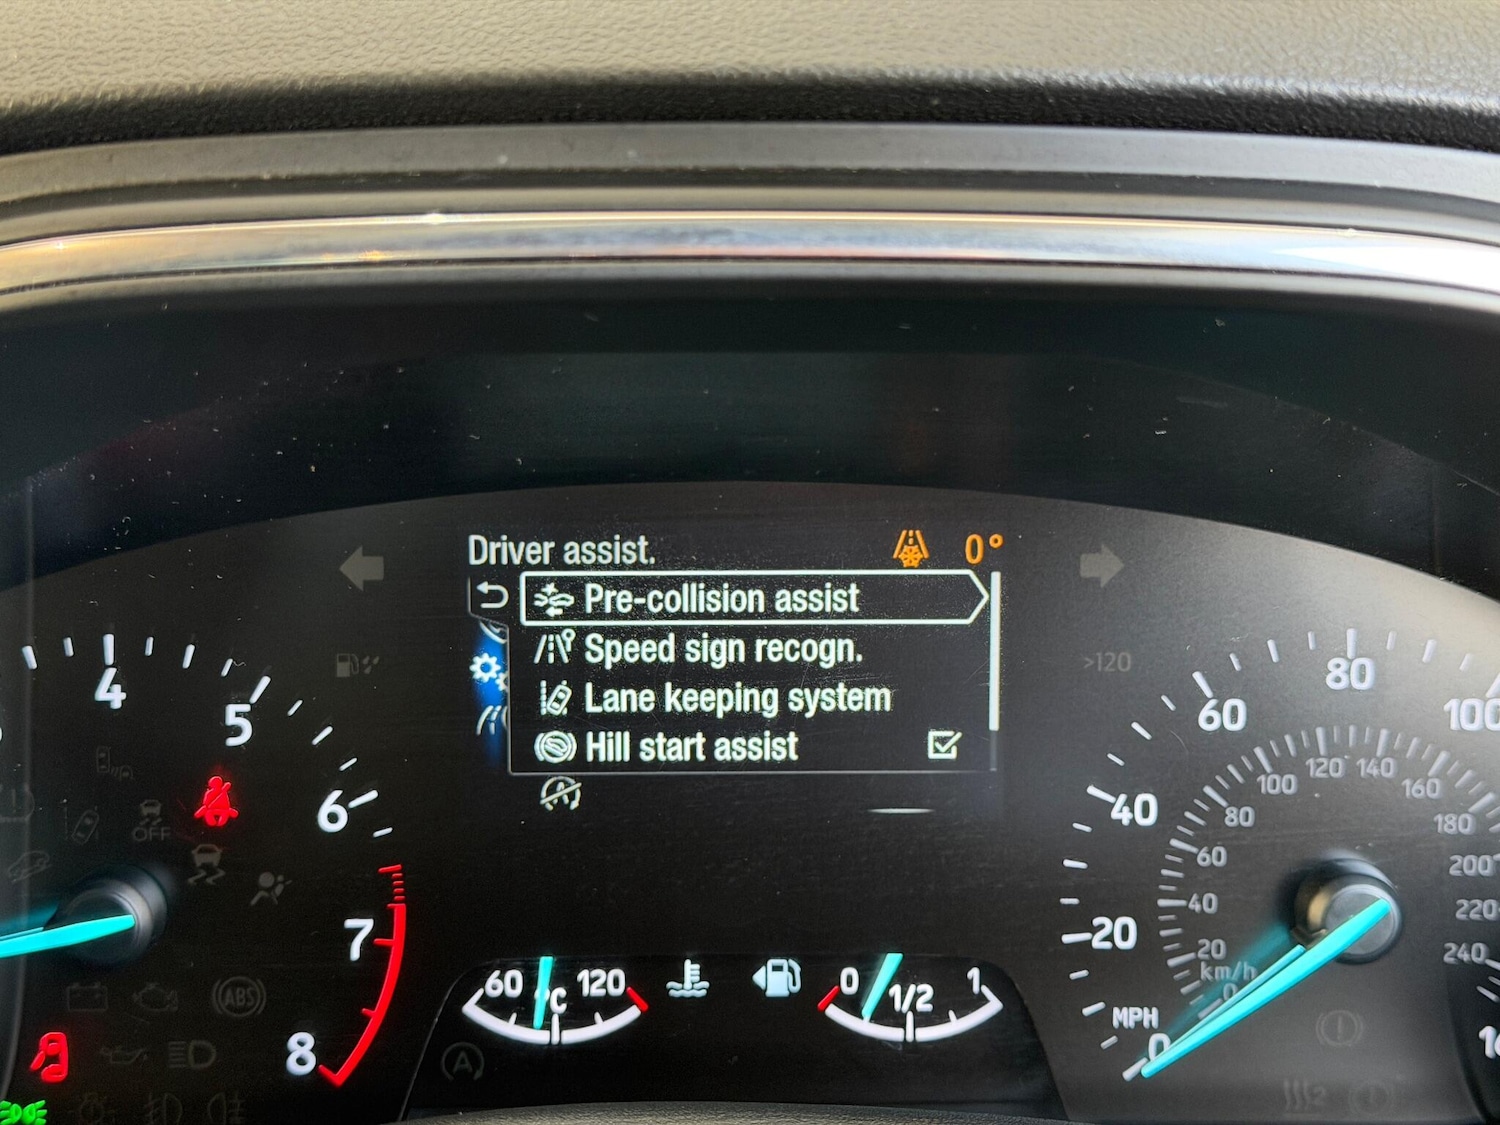 Driver assist.
0°
Pre-collision assist
Speed sign recogn.
Lane keeping system
Hill start assist
>120
4
5
6
7
8
OFF
ABS
A
60
120
°C
0
1/2
1
0
20
40
60
80
100
MPH
km/h
0
20
40
60
80
100
120
140
160
180
200
220
240